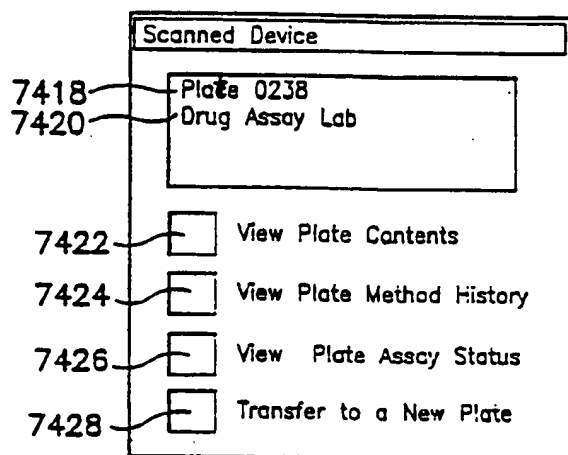 Scanned Device
7418 Plate 0238
7420 Drug Assay Lab
7422 View Plate Contents
7424 View Plate Method History
7426 View Plate Assay Status
7428 Transfer to a New Plate